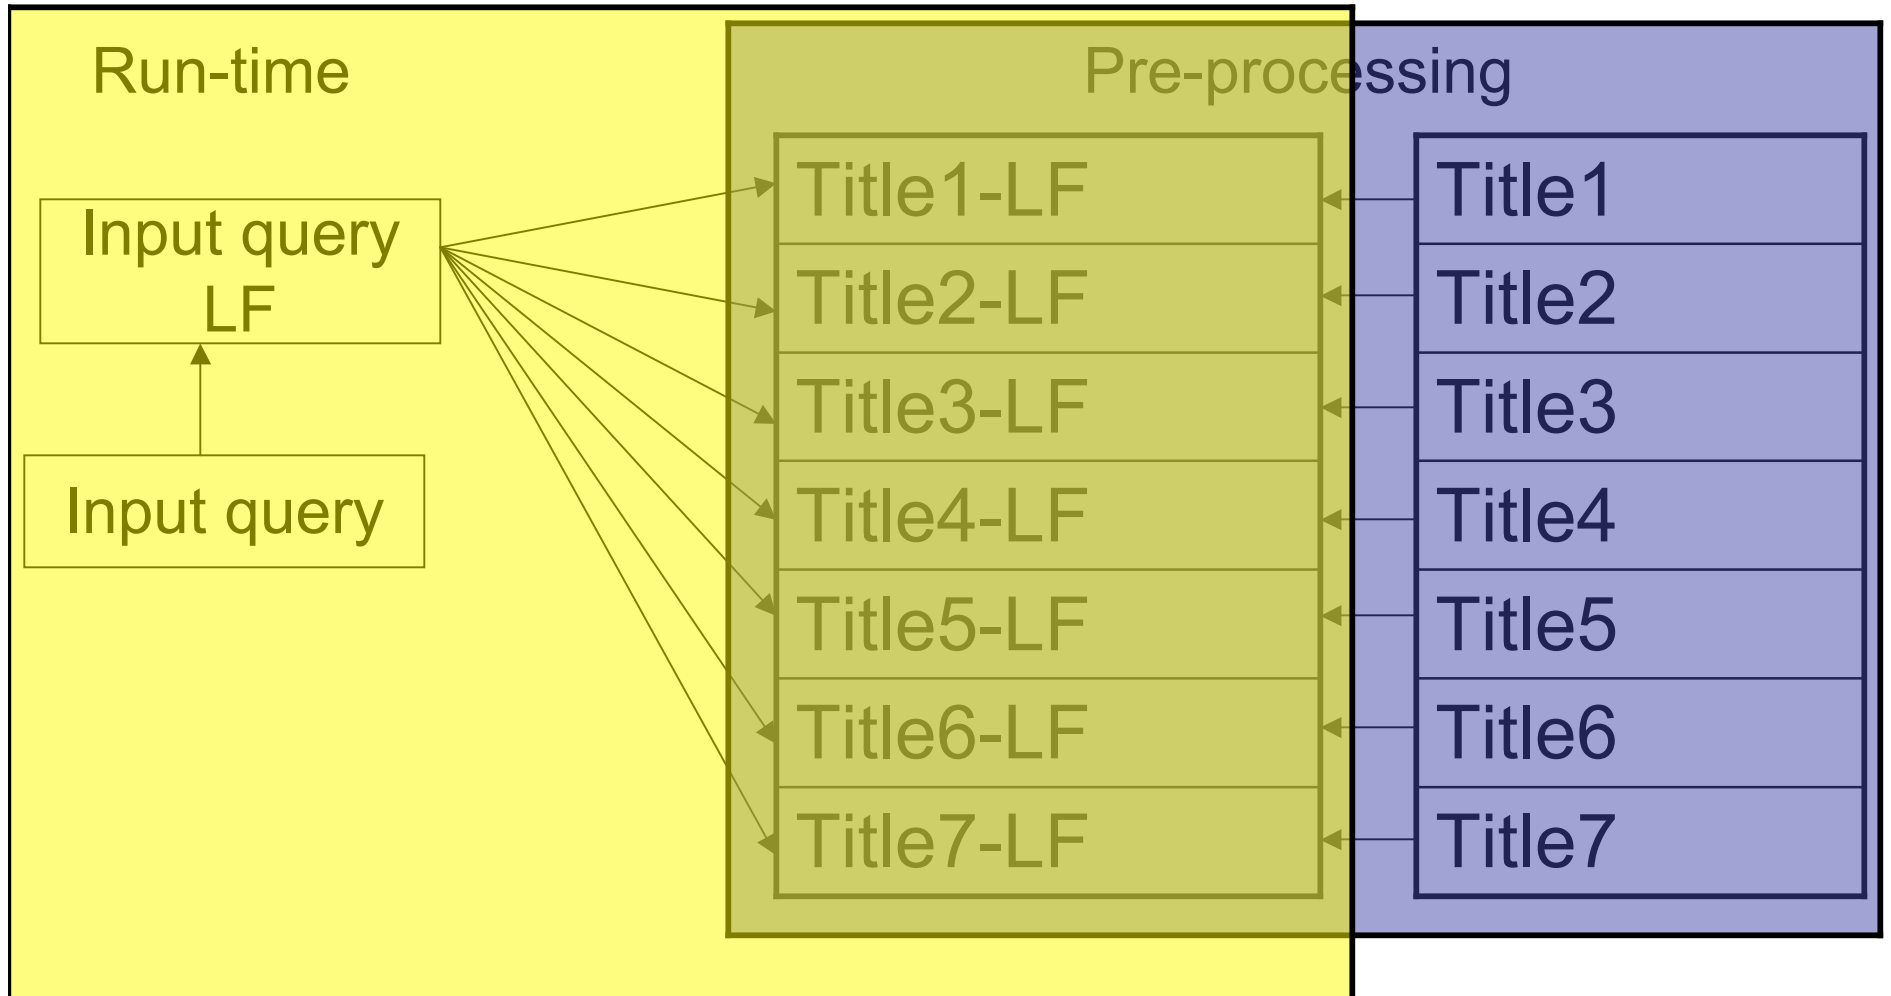 Run-time
Pre-processing
Input query
LF
Input query
Title1-LF
Title2-LF
Title3-LF
Title4-LF
Title5-LF
Title6-LF
Title7-LF
Title1
Title2
Title3
Title4
Title5
Title6
Title7